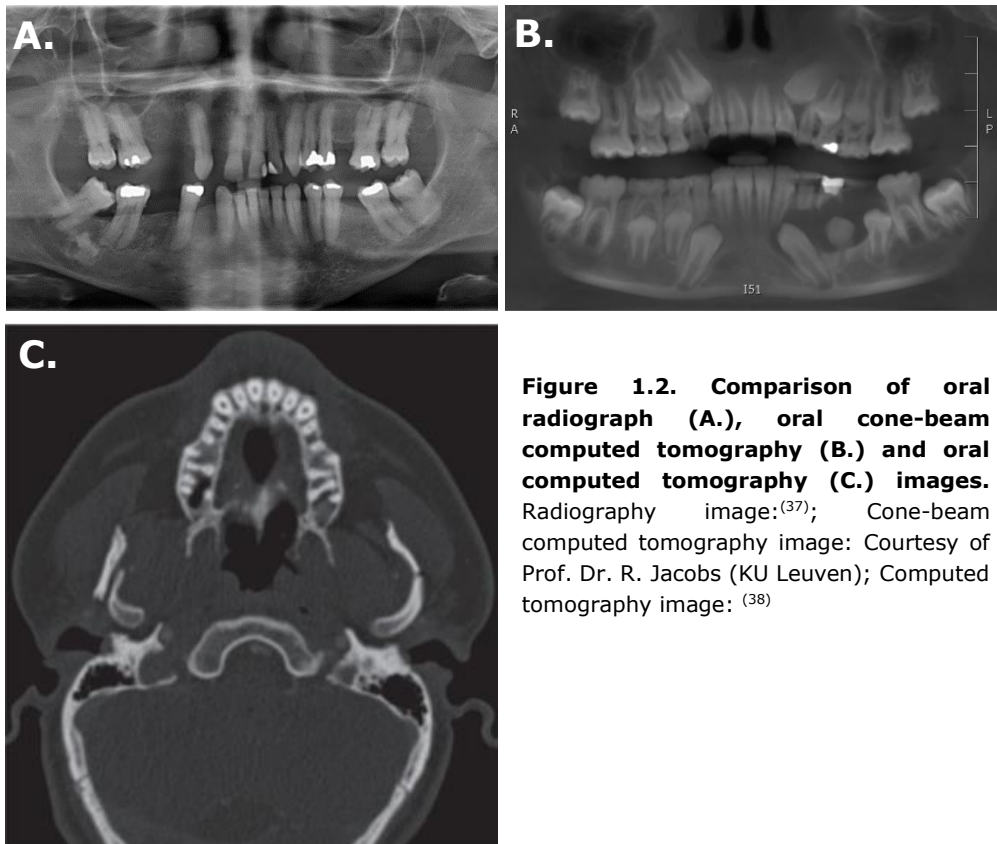 A.
B.
R
A
L
P
I51
C.
Figure 1.2. Comparison of oral
radiograph (A.), oral cone-beam
computed tomography (B.) and oral
computed tomography (C.) images.
Radiography image:(37); Cone-beam
computed tomography image: Courtesy of
Prof. Dr. R. Jacobs (KU Leuven); Computed
tomography image: (38)